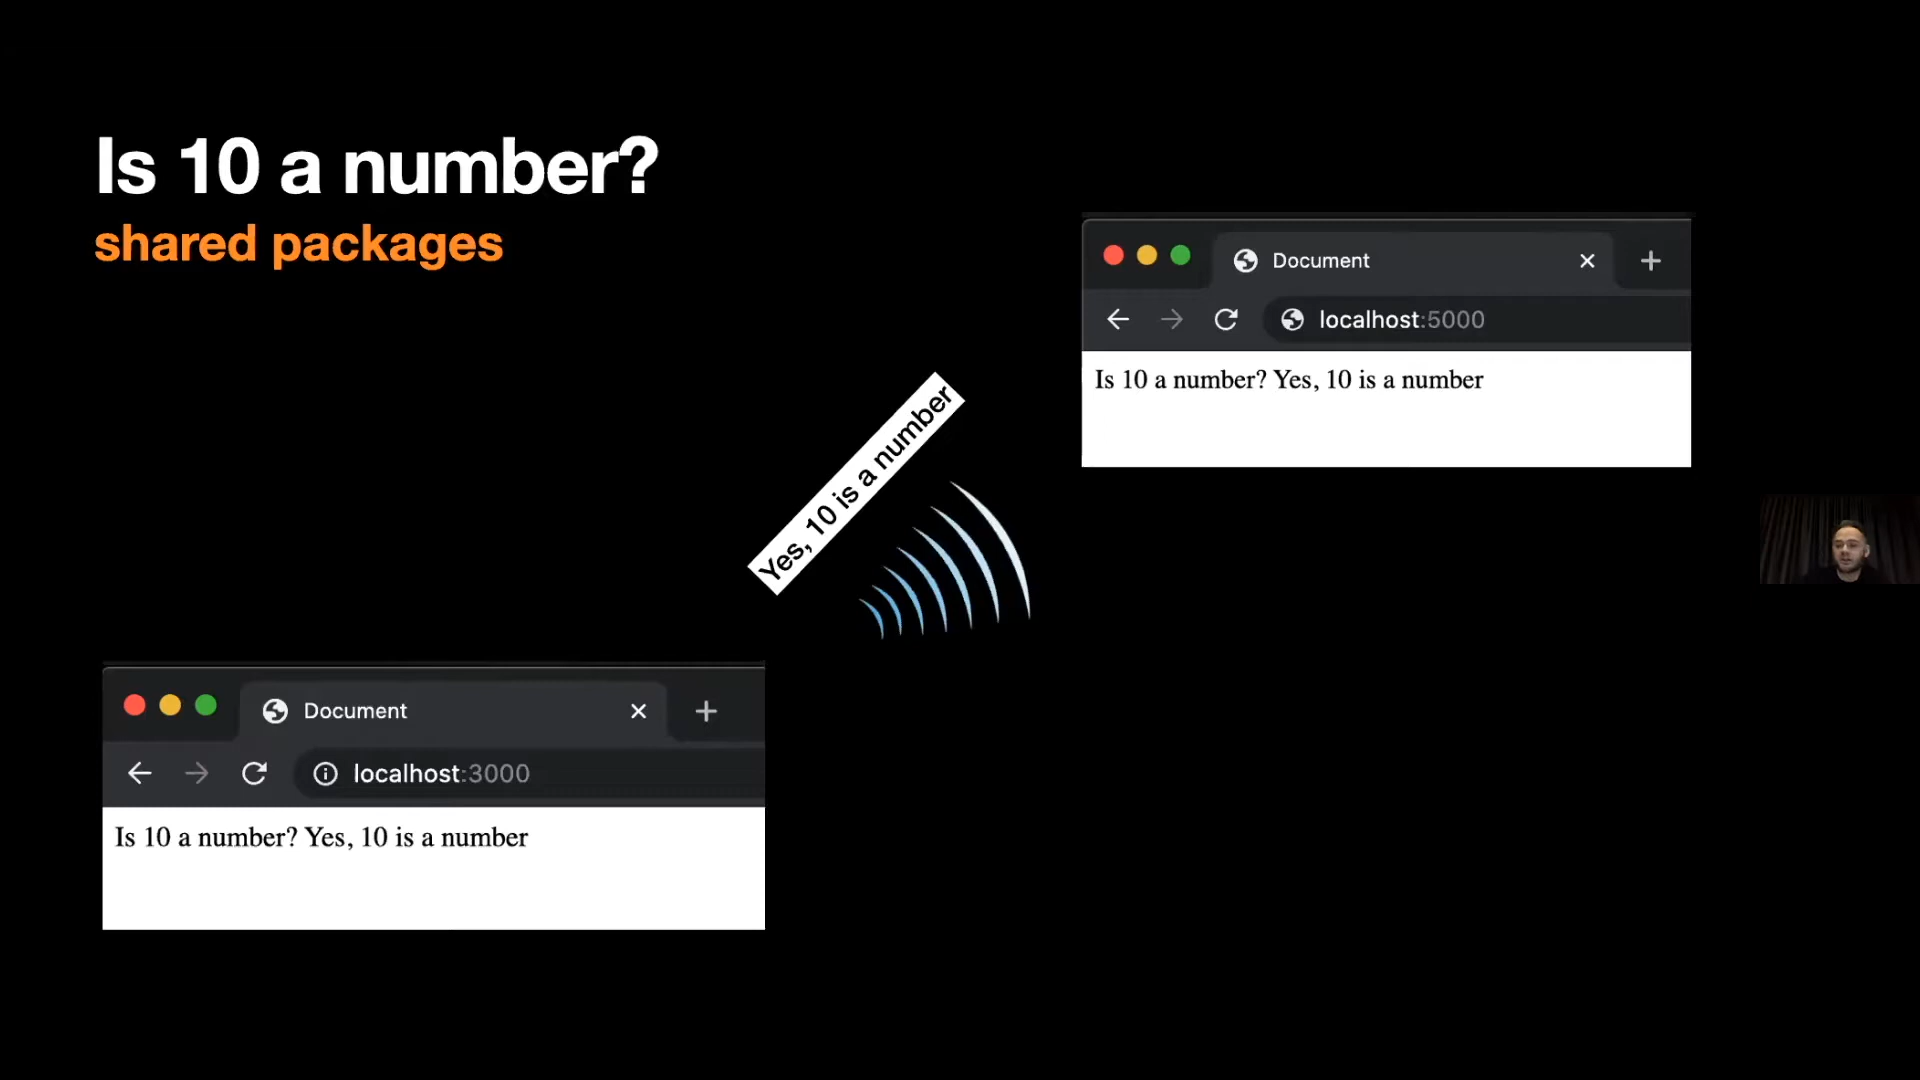 Is 10 a number?
shared packages
Document
localhost:5000
Is 10 a number? Yes, 10 is a number
Yes, 10 is a number
Document
localhost:3000
Is 10 a number? Yes, 10 is a number